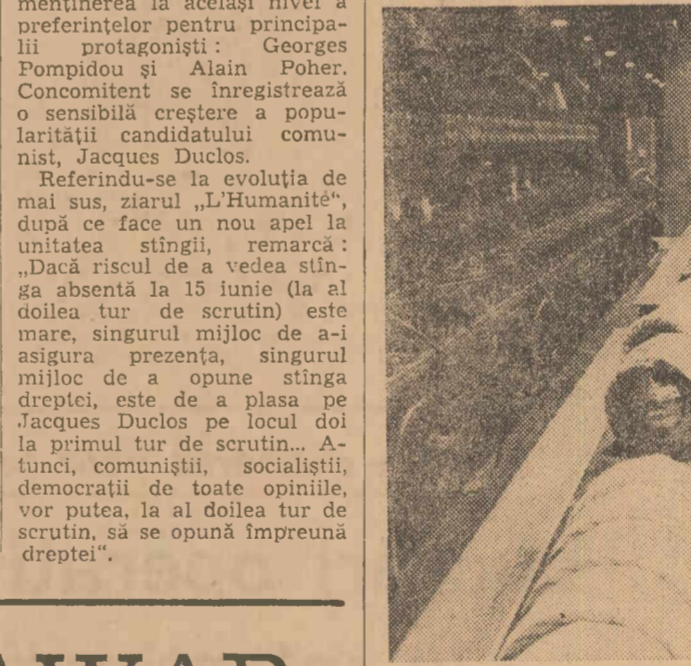 menținerea la același nivel a
preferințelor pentru principa-
lii protagoniști : Georges
Pompidou și Alain Poher.
Concomitent se înregistrează
o sensibilă creștere a popu-
larității candidatului comu-
nist, Jacques Duclos.
Referindu-se la evoluția de
mai sus, ziarul „L'Humanité“,
după ce face un nou apel la
unitatea stîngii, remarcă :
„Dacă riscul de a vedea stîn-
ga absentă la 15 iunie (la al
doilea tur de scrutin) este
mare, singurul mijloc de a-i
asigura prezența, singurul
mijloc de a opune stînga
dreptei, este de a plasa pe
Jacques Duclos pe locul doi
la primul tur de scrutin... A-
tunci, comuniștii, socialiștii,
democrații de toate opiniile,
vor putea, la al doilea tur de
scrutin, să se opună împreună
dreptei“.